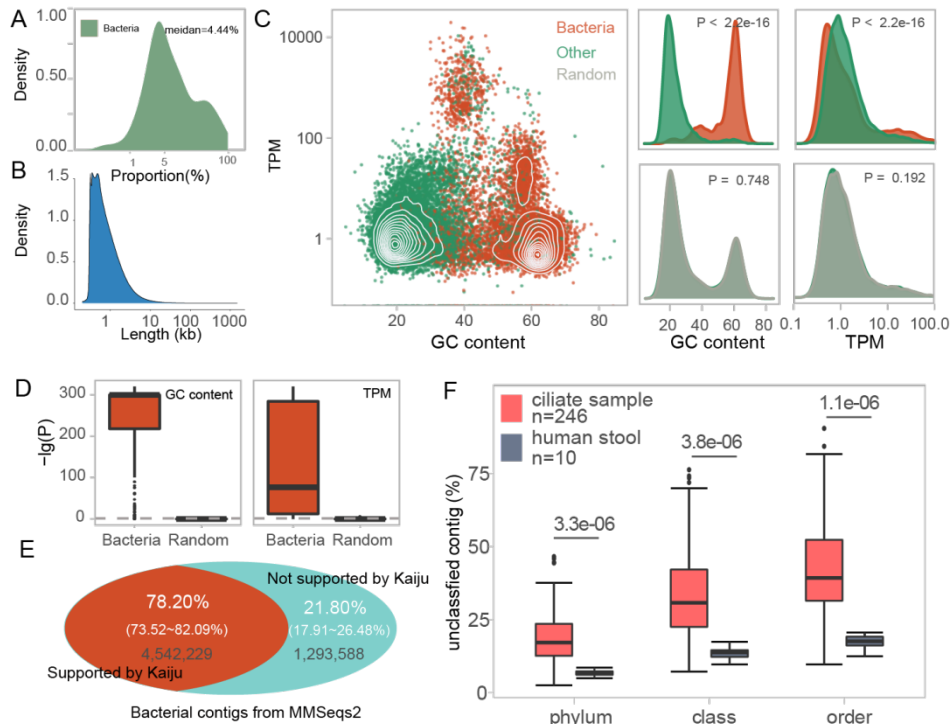 A
Bacteria
meidan=4.44%
1.00
0.50
0.00
Density
1
5
100
Proportion(%)
B
Density
1.5
1.0
0.5
0.0
1
10
100
1000
Length (kb)
C
Bacteria
Other
Random
TPM
10000
100
1
20
40
60
80
GC content
P < 2.2e-16
P < 2.2e-16
P = 0.748
P = 0.192
20
40
60
80
GC content
0.1
1.0
10.0
100.0
TPM
D
−lg(P)
300
200
100
0
GC content
TPM
Bacteria
Random
Bacteria
Random
E
Not supported by Kaiju
78.20%
21.80%
(73.52~82.09%)
(17.91~26.48%)
4,542,229
1,293,588
Supported by Kaiju
Bacterial contigs from MMSeqs2
F
ciliate sample
n=246
human stool
n=10
unclassfied contig (%)
75
50
25
0
3.3e-06
3.8e-06
1.1e-06
phylum
class
order